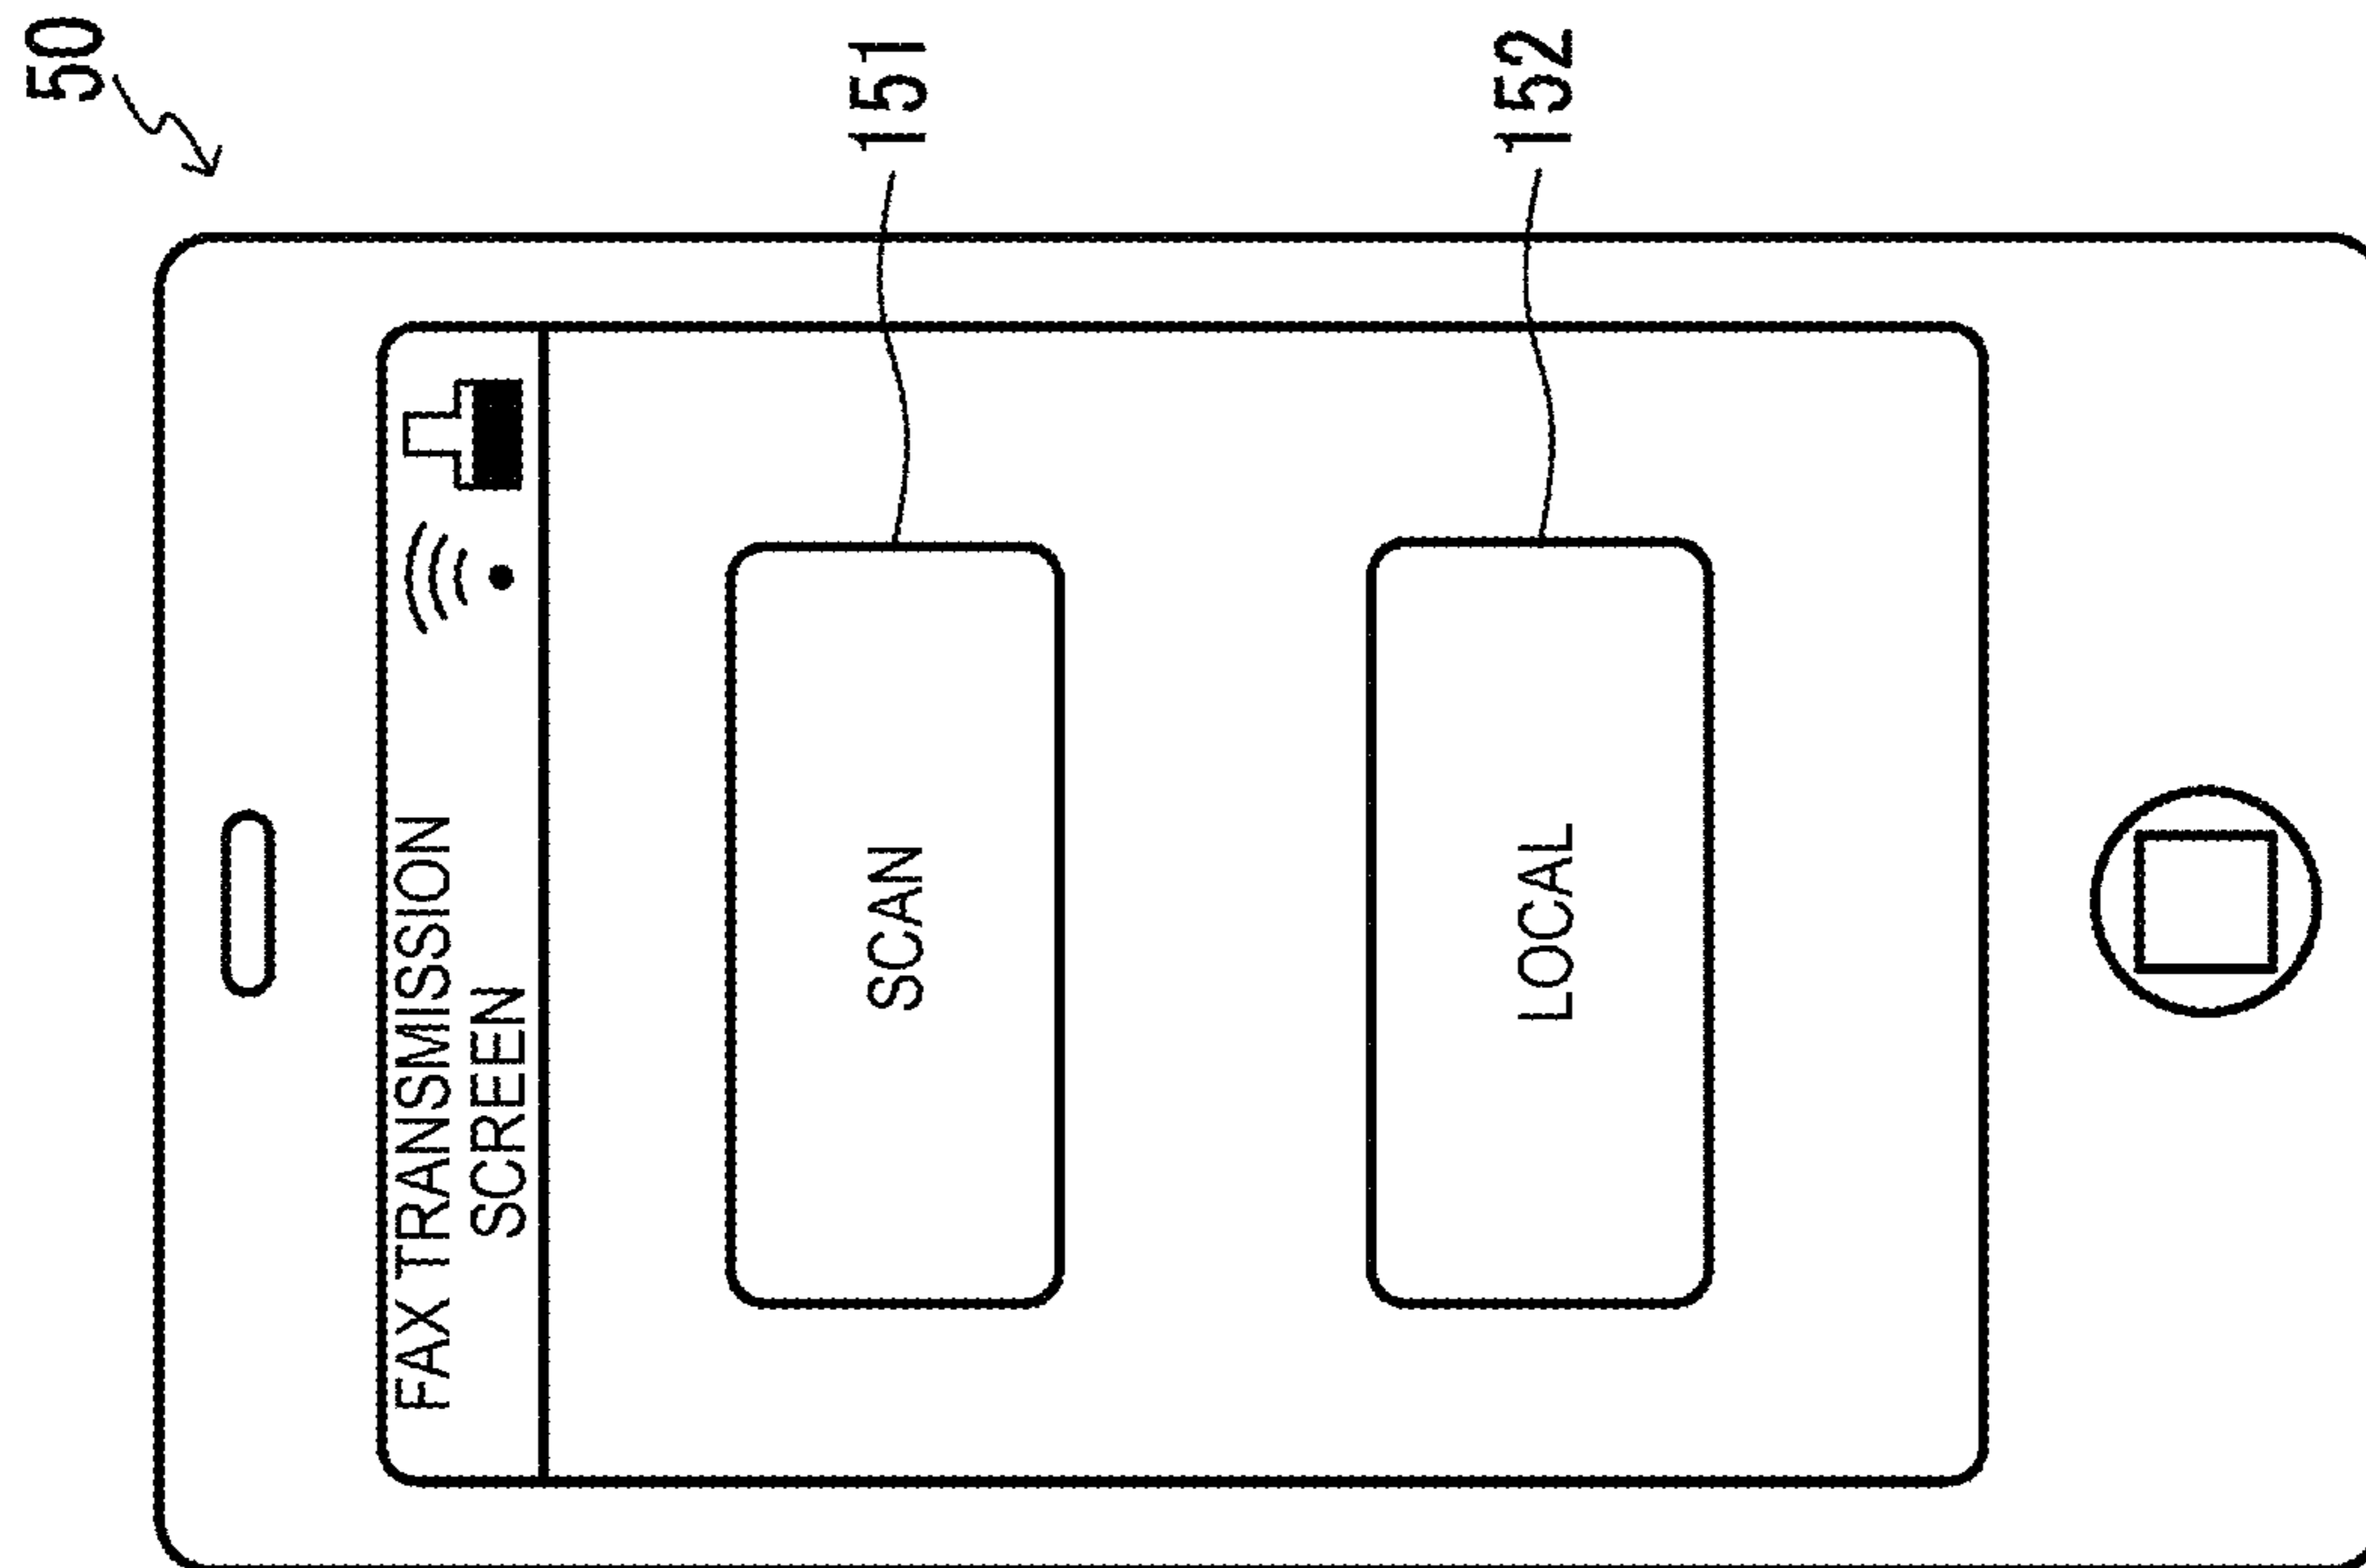 50
FAX TRANSMISSION
SCREEN
SCAN
151
LOCAL
152